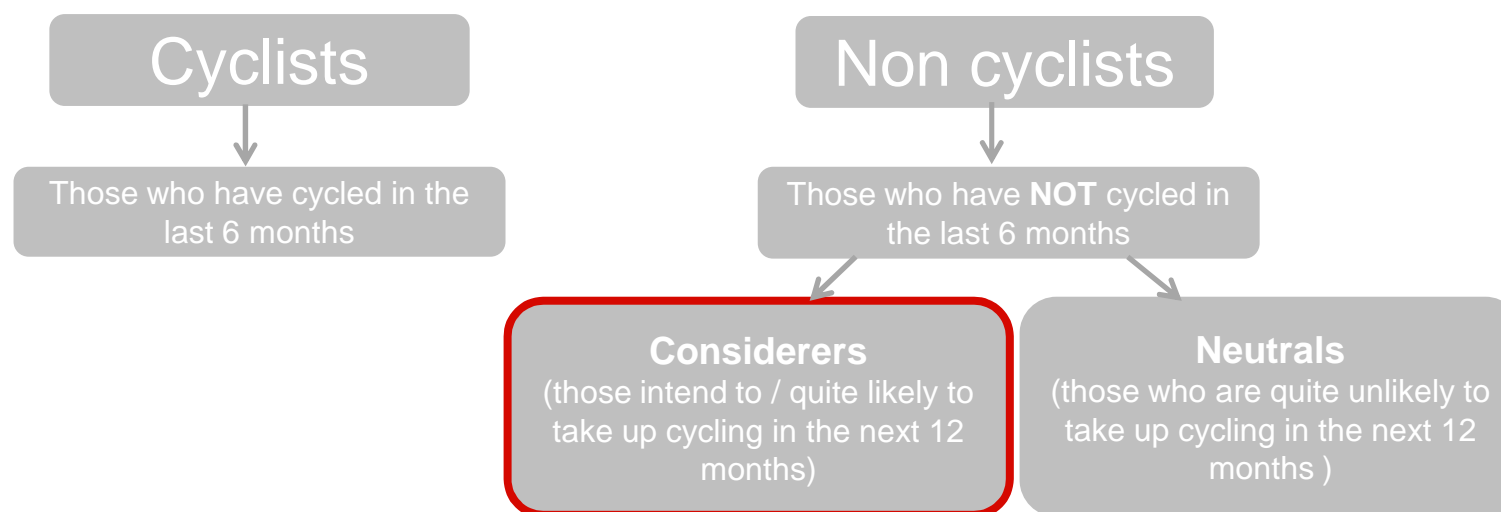 Cyclists
Those who have cycled in the
last 6 months
Non cyclists
Those who have NOT cycled in
the last 6 months
Considerers
(those intend to / quite likely to
take up cycling in the next 12
months)
Neutrals
(those who are quite unlikely to
take up cycling in the next 12
months )